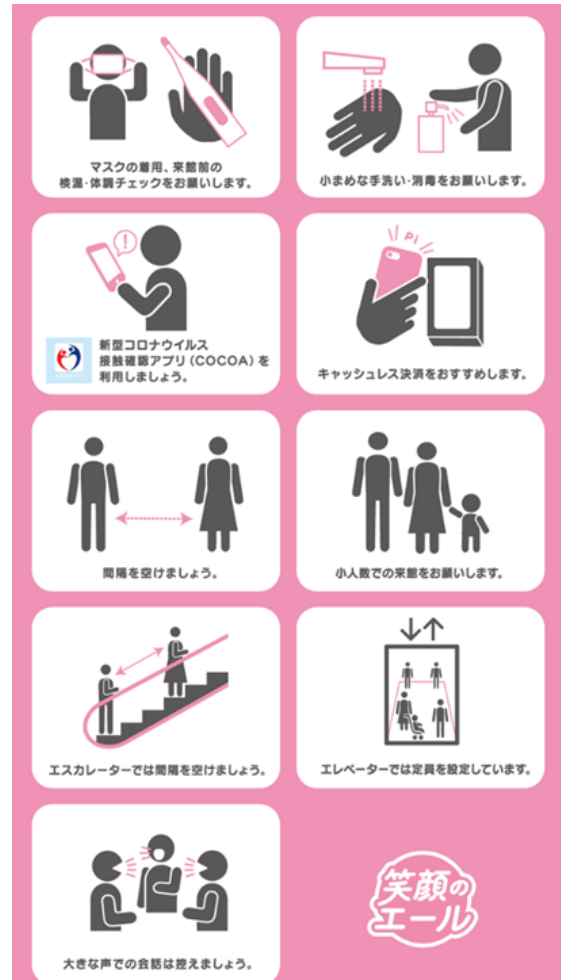 マスクの着用、来館前の
検温・体調チェックをお願いします。
小まめな手洗い・消毒をお願いします。
!
新型コロナウイルス
接触確認アプリ(COCOA)を
利用しましょう。
PI
キャッシュレス決済をおすすめします。
間隔を空けましょう。
小人数での来館をお願いします。
エスカレーターでは間隔を空けましょう。
エレベーターでは定員を設定しています。
大きな声での会話は控えましょう。
笑顔の
エール